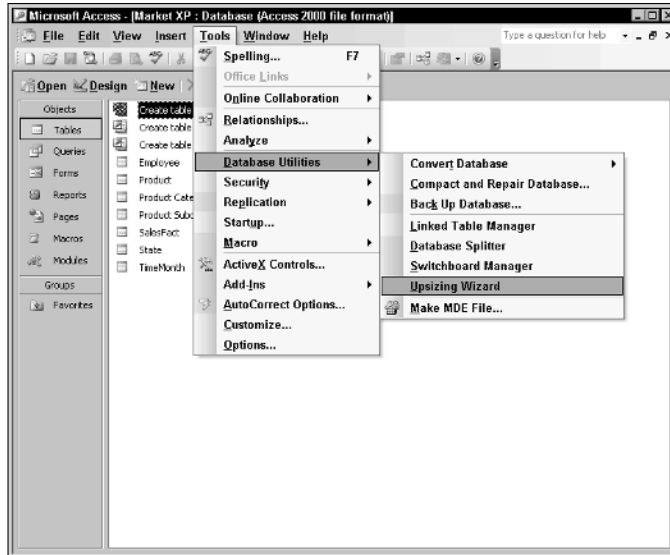 Microsoft Access - [Market XP : Database (Access 2000 file format)]
File Edit View Insert Tools Window Help
Type a question for help
Open Design New
Objects
Tables
Queries
Forms
Reports
Pages
Macros
Modules
Groups
Favorites
Create table
Create table
Create table
Employee
Product
Product Cate
Product Subc
SalesFact
State
TimeMonth
Spelling... F7
Office Links
Online Collaboration
Relationships...
Analyze
Database Utilities
Security
Replication
Startup...
Macro
ActiveX Controls...
Add-Ins
AutoCorrect Options...
Customize...
Options...
Convert Database
Compact and Repair Database...
Back Up Database...
Linked Table Manager
Database Splitter
Switchboard Manager
Upsizing Wizard
Make MDE File...